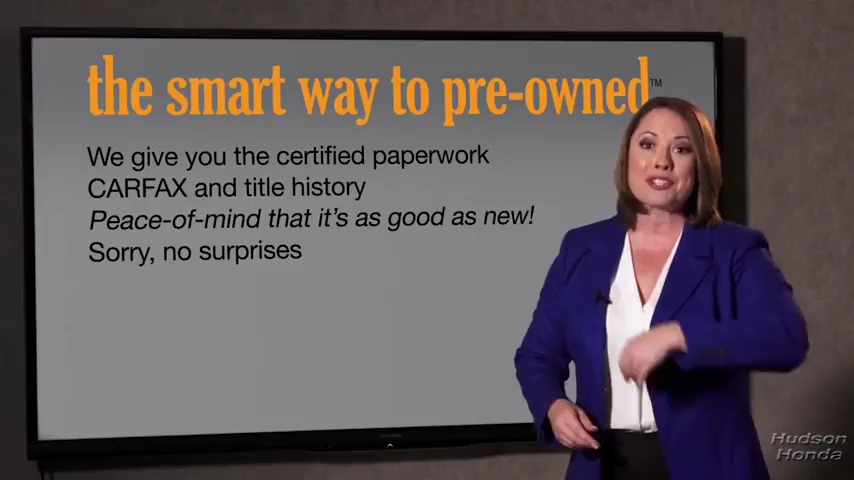 the smart way to pre-owned™
We give you the certified paperwork
CARFAX and title history
Peace-of-mind that it's as good as new!
Sorry, no surprises
Hudson
Honda